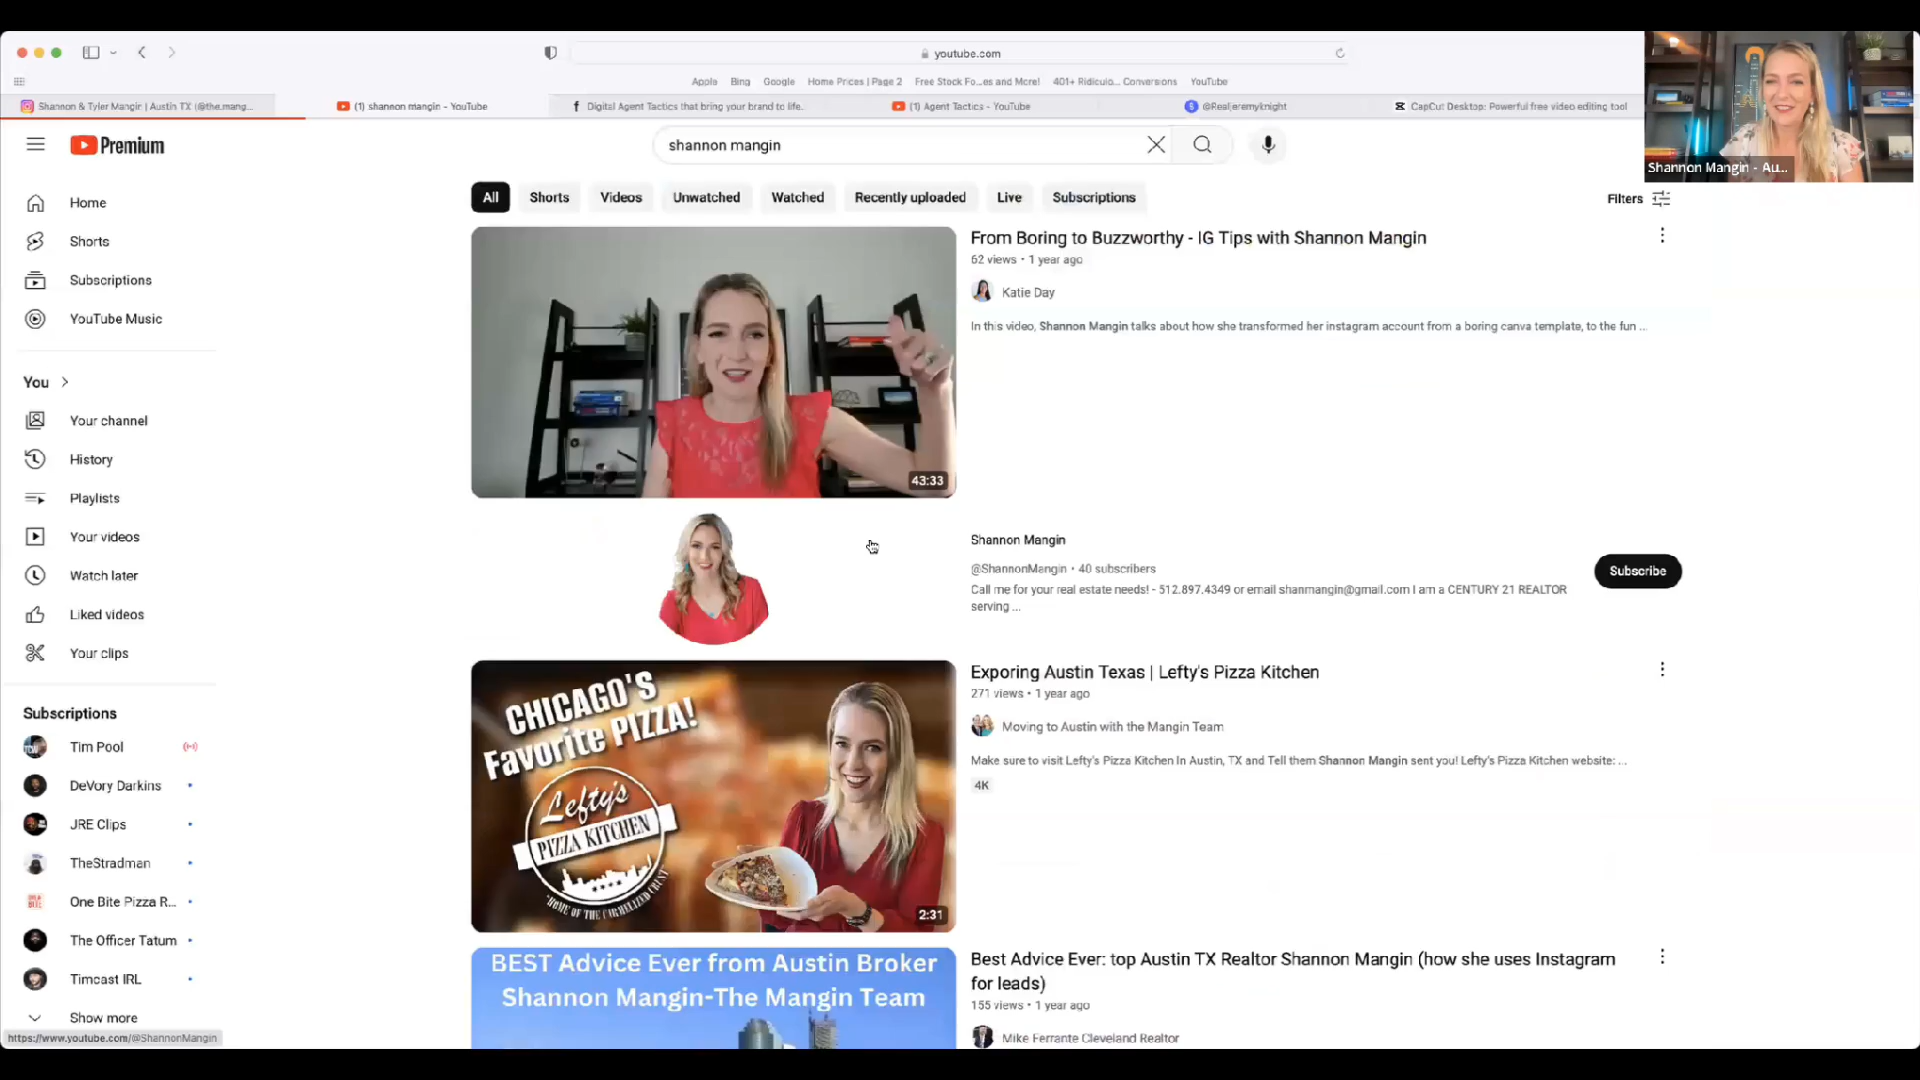 youtube.com
Apple Bing Google Home Prices | Page 2 Free Stock Fo...es and More! 401+ Ridiculo... Conversions YouTube
Shannon & Tyler Mangin | Austin TX (@the.mang...
(1) shannon mangin - YouTube
Digital Agent Tactics that bring your brand to life.
(1) Agent Tactics - YouTube
@Realjeremyknight
CapCut Desktop: Powerful free video editing tool
Premium
shannon mangin
Shannon Mangin - Au...
All Shorts Videos Unwatched Watched Recently uploaded Live Subscriptions
Filters
Home
Shorts
Subscriptions
YouTube Music
You
Your channel
History
Playlists
Your videos
Watch later
Liked videos
Your clips
Subscriptions
Tim Pool
DeVory Darkins
JRE Clips
TheStradman
One Bite Pizza R...
The Officer Tatum
Timcast IRL
Show more
https://www.youtube.com/@ShannonMangin
43:33
From Boring to Buzzworthy - IG Tips with Shannon Mangin
62 views • 1 year ago
Katie Day
In this video, Shannon Mangin talks about how she transformed her instagram account from a boring canva template, to the fun ...
Shannon Mangin
@ShannonMangin • 40 subscribers
Call me for your real estate needs! - 512.897.4349 or email shanmangin@gmail.com I am a CENTURY 21 REALTOR
serving ...
Subscribe
CHICAGO'S
Favorite PIZZA!
Lefty's
PIZZA KITCHEN
"HOME OF THE CARMELIZED CRUST"
2:31
Exporing Austin Texas | Lefty's Pizza Kitchen
271 views • 1 year ago
Moving to Austin with the Mangin Team
Make sure to visit Lefty's Pizza Kitchen In Austin, TX and Tell them Shannon Mangin sent you! Lefty's Pizza Kitchen website: ...
4K
BEST Advice Ever from Austin Broker
Shannon Mangin-The Mangin Team
Best Advice Ever: top Austin TX Realtor Shannon Mangin (how she uses Instagram
for leads)
155 views • 1 year ago
Mike Ferrante Cleveland Realtor